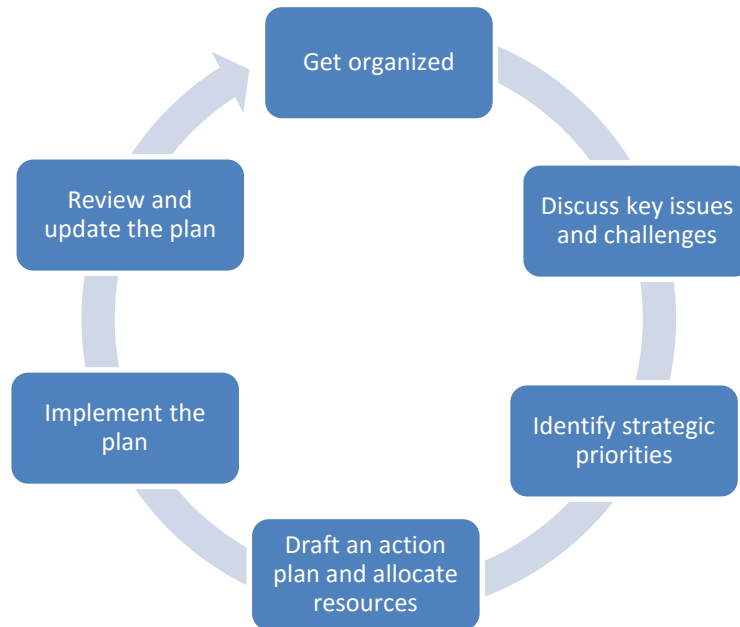 Get organized
Discuss key issues
and challenges
Identify strategic
priorities
Draft an action
plan and allocate
resources
Implement the
plan
Review and
update the plan